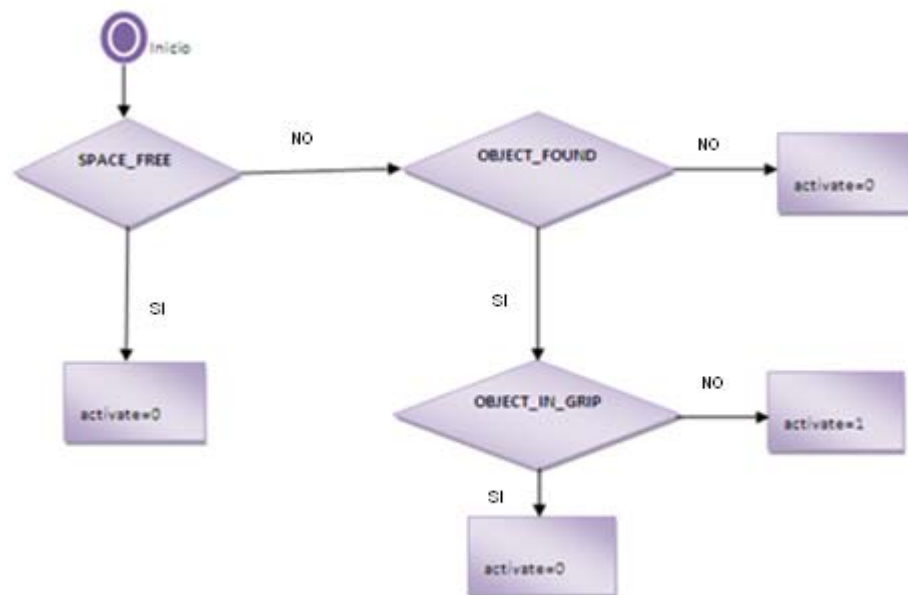 Inicio
SPACE_FREE
NO
OBJECT_FOUND
NO
activate=0
SI
SI
activate=0
OBJECT_IN_GRIP
NO
activate=1
SI
activate=0